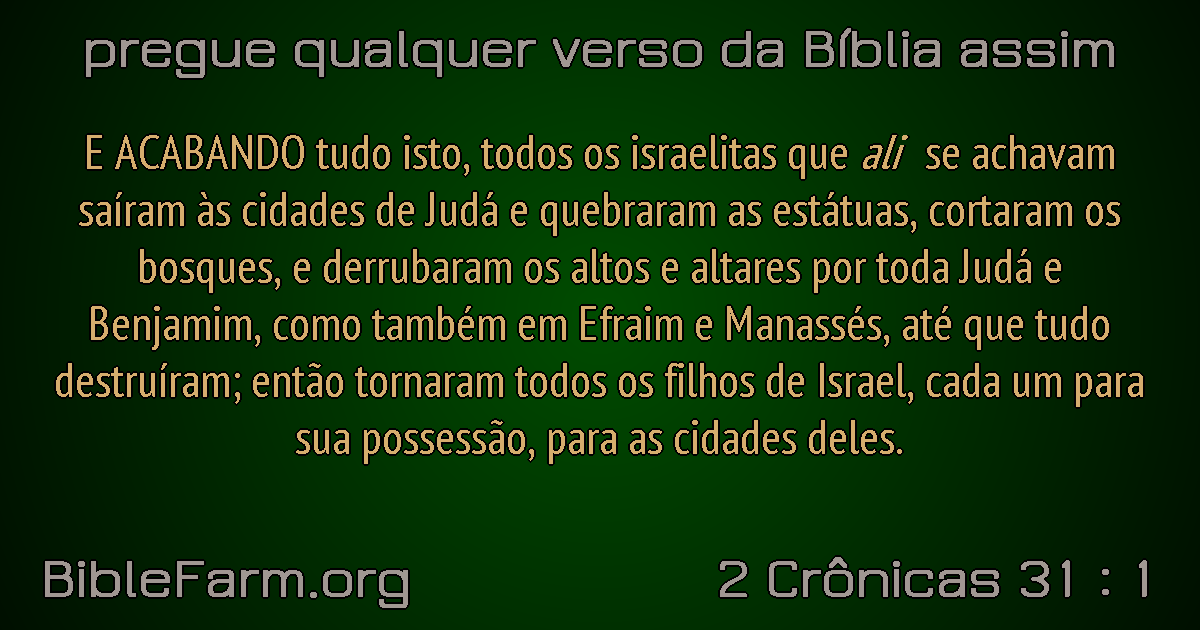 pregue qualquer verso da Bíblia assim
E ACABANDO tudo isto, todos os israelitas que ali se achavam
saíram às cidades de Judá e quebraram as estátuas, cortaram os
bosques, e derrubaram os altos e altares por toda Judá e
Benjamim, como também em Efraim e Manassés, até que tudo
destruíram; então tornaram todos os filhos de Israel, cada um para
sua possessão, para as cidades deles.
BibleFarm.org
2 Crônicas 31 : 1